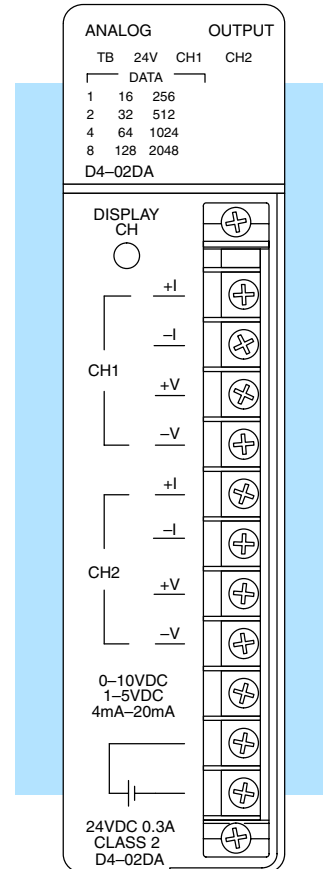 ANALOG OUTPUT
TB 24V CH1 CH2
DATA
1 16 256
2 32 512
4 64 1024
8 128 2048
D4–02DA
DISPLAY
CH
+I
–I
CH1
+V
–V
+I
–I
CH2
+V
–V
0–10VDC
1–5VDC
4mA–20mA
24VDC 0.3A
CLASS 2
D4–02DA